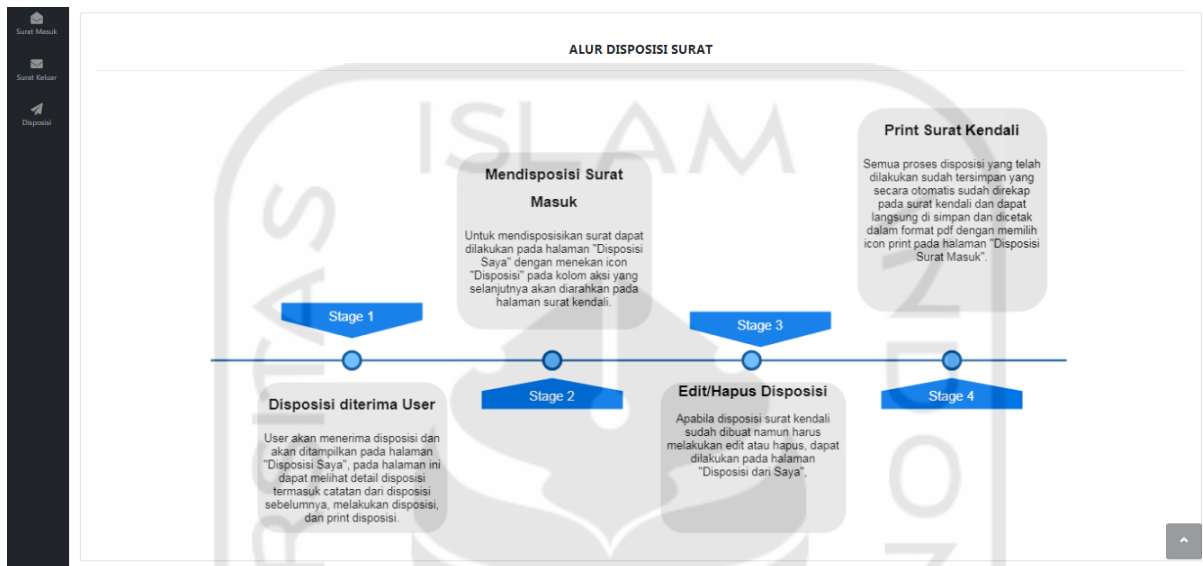 Surat Masuk
Surat Keluar
Disposisi
ALUR DISPOSISI SURAT
Stage 1
Disposisi diterima User
User akan menerima disposisi dan
akan ditampilkan pada halaman
"Disposisi Saya", pada halaman ini
dapat melihat detail disposisi
termasuk catatan dari disposisi
sebelumnya, melakukan disposisi,
dan print disposisi.
Mendisposisi Surat
Masuk
Untuk mendisposisikan surat dapat
dilakukan pada halaman "Disposisi
Saya" dengan menekan icon
"Disposisi" pada kolom aksi yang
selanjutnya akan diarahkan pada
halaman surat kendali.
Stage 2
Stage 3
Edit/Hapus Disposisi
Apabila disposisi surat kendali
sudah dibuat namun harus
melakukan edit atau hapus, dapat
dilakukan pada halaman
"Disposisi dari Saya",
Print Surat Kendali
Semua proses disposisi yang telah
dilakukan sudah tersimpan yang
secara otomatis sudah direkap
pada surat kendali dan dapat
langsung di simpan dan dicetak
dalam format pdf dengan memilih
icon print pada halaman "Disposisi
Surat Masuk".
Stage 4
ISLAM